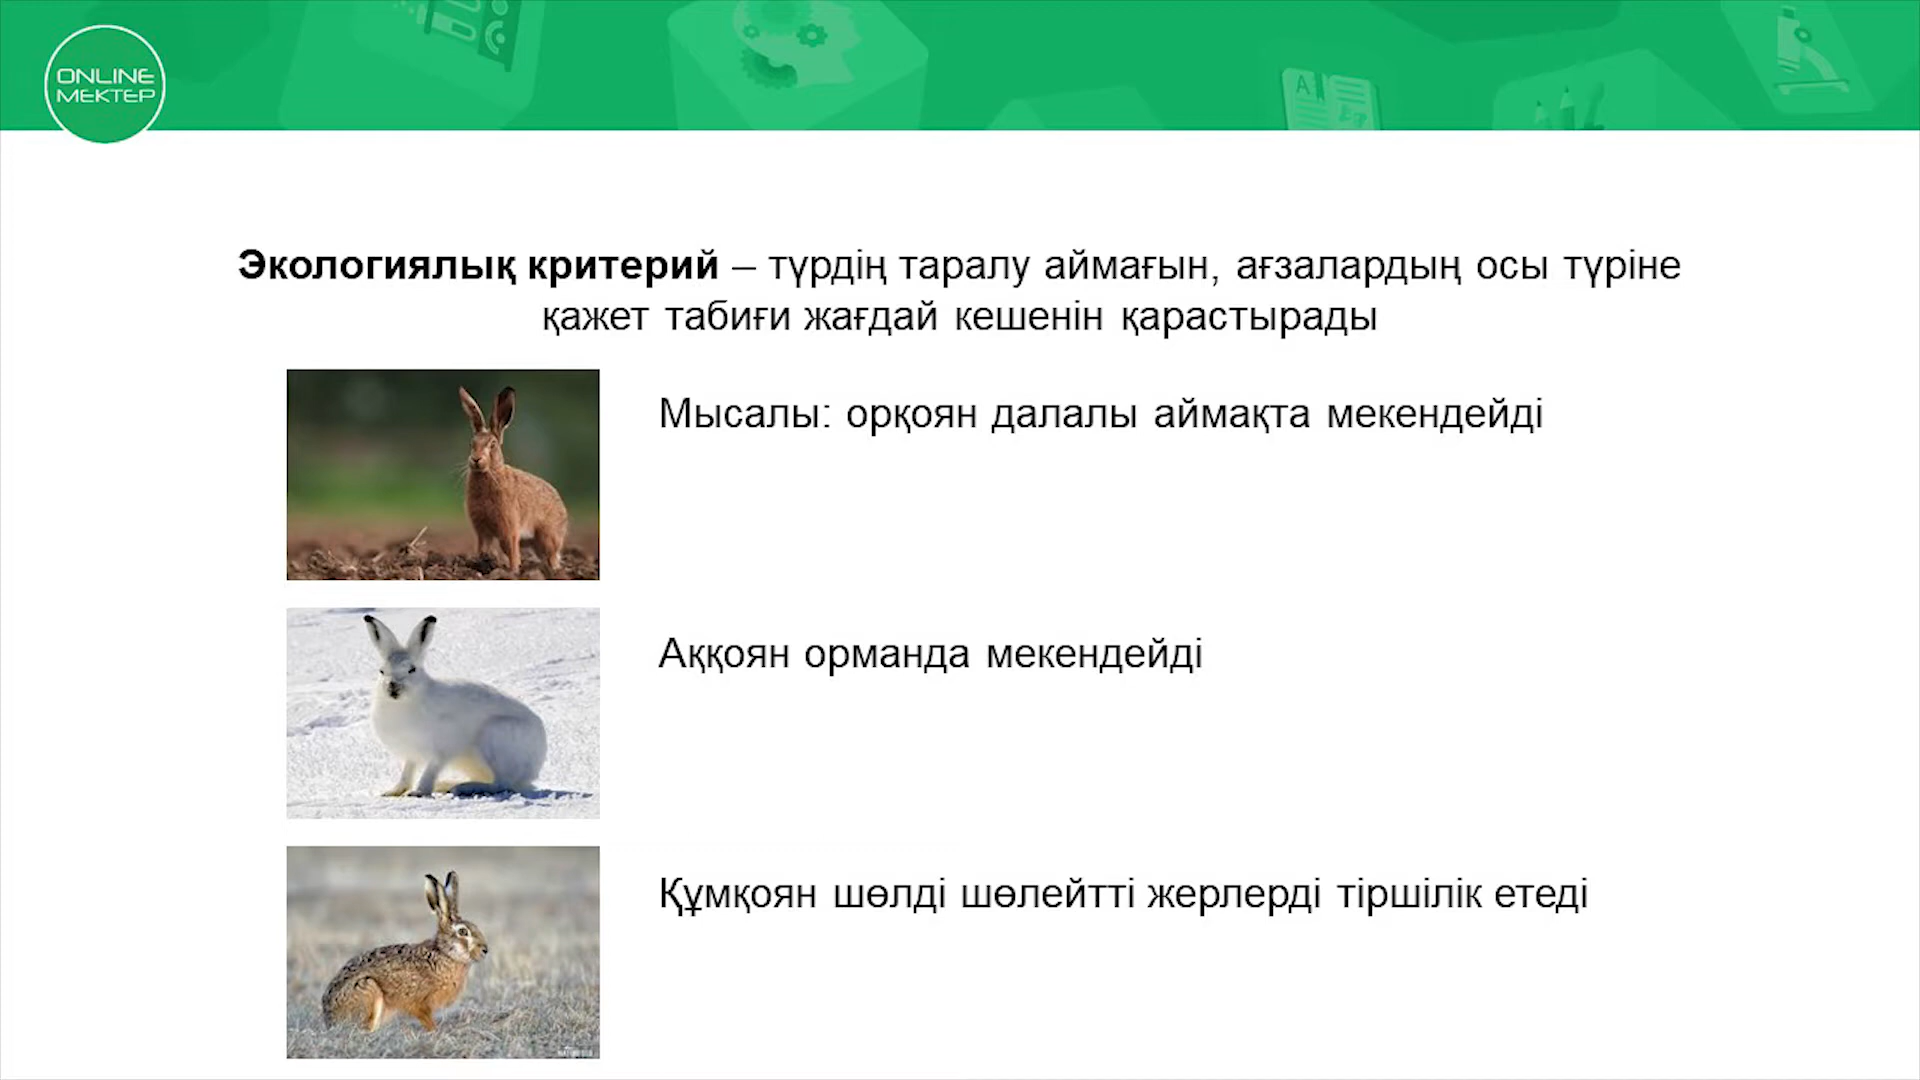 ONLINE
МЕКТЕР
Экологиялық критерий – түрдің таралу аймағын, ағзалардың осы түріне
қажет табиғи жағдай кешенін қарастырады
Мысалы: орқоян далалы аймақта мекендейді
Аққоян орманда мекендейді
Құмқоян шөлді шөлейтті жерлерді тіршілік етеді